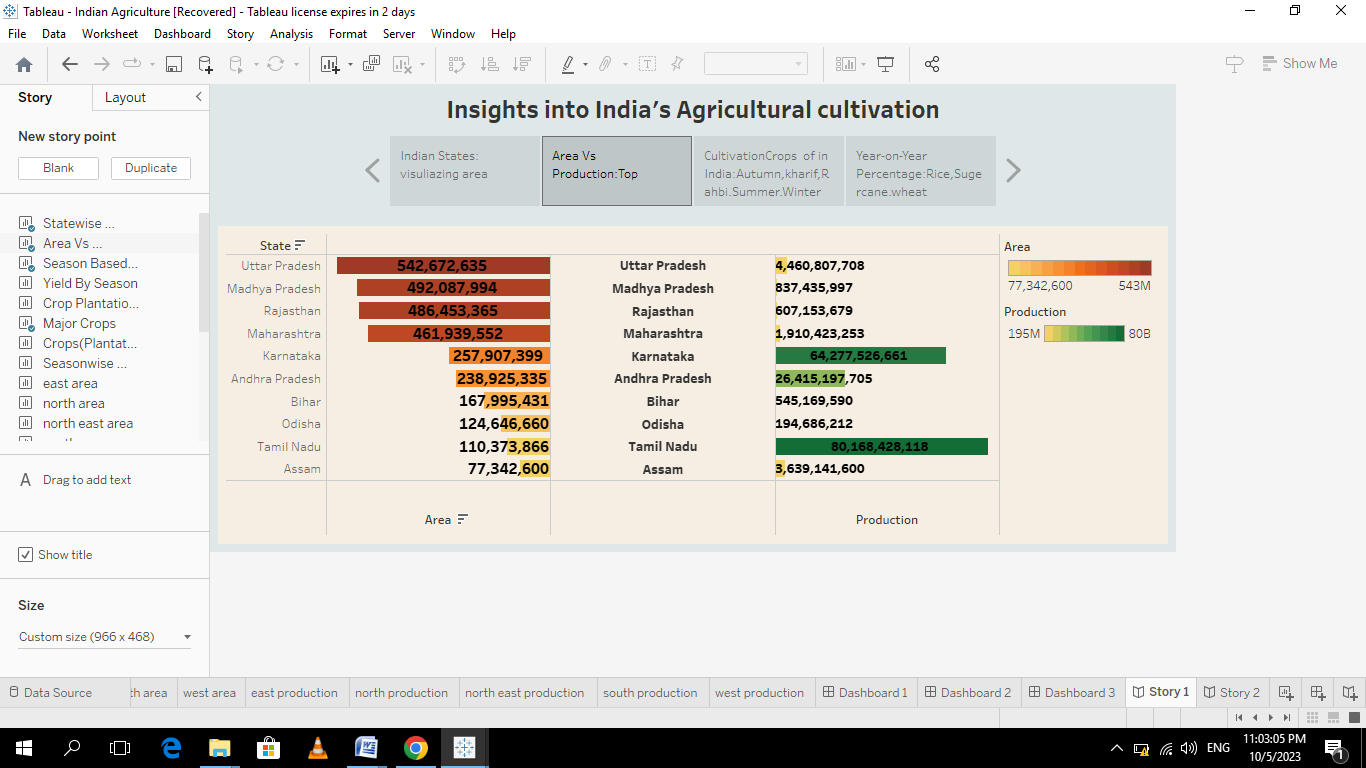 Tableau - Indian Agriculture [Recovered] - Tableau license expires in 2 days
File Data Worksheet Dashboard Story Analysis Format Server Window Help
Show Me
Story Layout
New story point
Blank Duplicate
Statewise ...
Area Vs ...
Season Based...
Yield By Season
Crop Plantatio...
Major Crops
Crops(Plantat...
Seasonwise ...
east area
north area
north east area
A Drag to add text
Show title
Size
Custom size (966 x 468)
Insights into India's Agricultural cultivation
Indian States:
visuliazing area
Area Vs
Production:Top
CultivationCrops of in
India:Autumn,kharif,R
ahbi.Summer.Winter
Year-on-Year
Percentage:Rice,Suge
rcane.wheat
State
Uttar Pradesh 542,672,635 Uttar Pradesh 4,460,807,708
Madhya Pradesh 492,087,994 Madhya Pradesh 837,435,997
Rajasthan 486,453,365 Rajasthan 607,153,679
Maharashtra 461,939,552 Maharashtra 1,910,423,253
Karnataka 257,907,399 Karnataka 64,277,526,661
Andhra Pradesh 238,925,335 Andhra Pradesh 26,415,197,705
Bihar 167,995,431 Bihar 545,169,590
Odisha 124,646,660 Odisha 194,686,212
Tamil Nadu 110,373,866 Tamil Nadu 80,168,428,118
Assam 77,342,600 Assam 3,639,141,600
Area Production
Area
77,342,600 543M
Production
195M 80B
Data Source th area west area east production north production north east production south production west production Dashboard 1 Dashboard 2 Dashboard 3 Story 1 Story 2
ENG
11:03:05 PM
10/5/2023
1